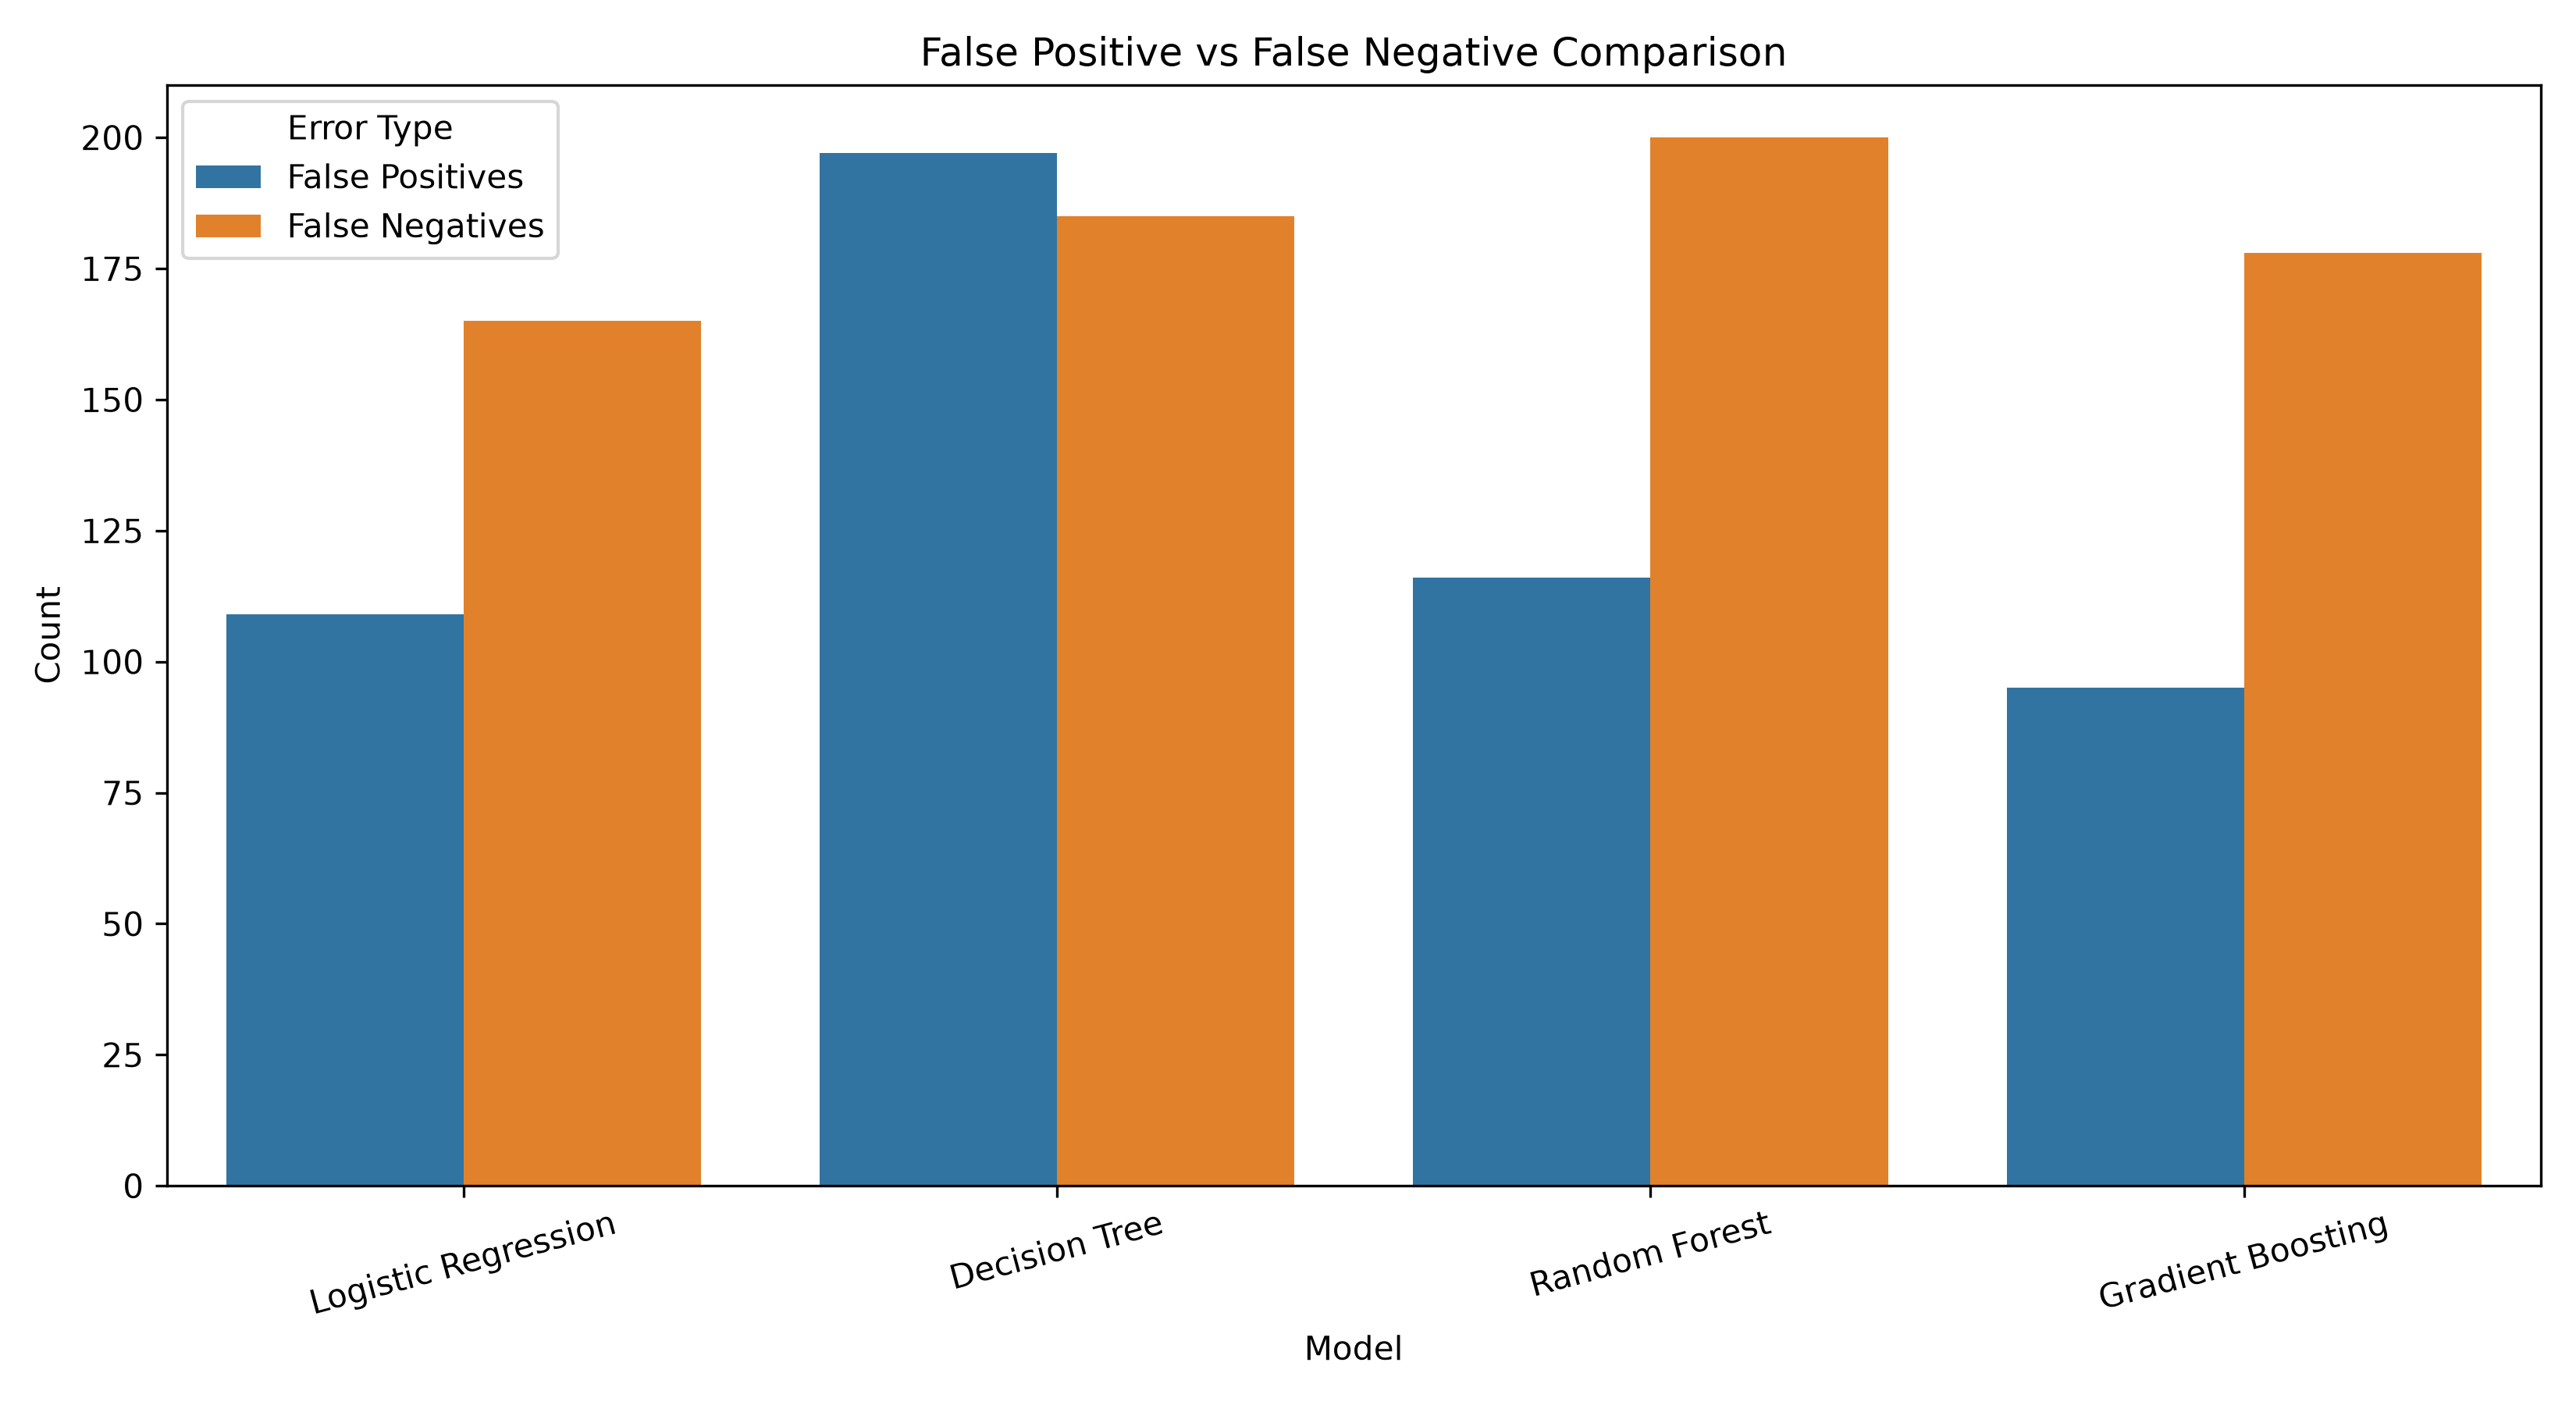 False Positive vs False Negative Comparison
Error Type
False Positives
False Negatives
Count
200
175
150
125
100
75
50
25
0
Logistic Regression
Decision Tree
Random Forest
Gradient Boosting
Model